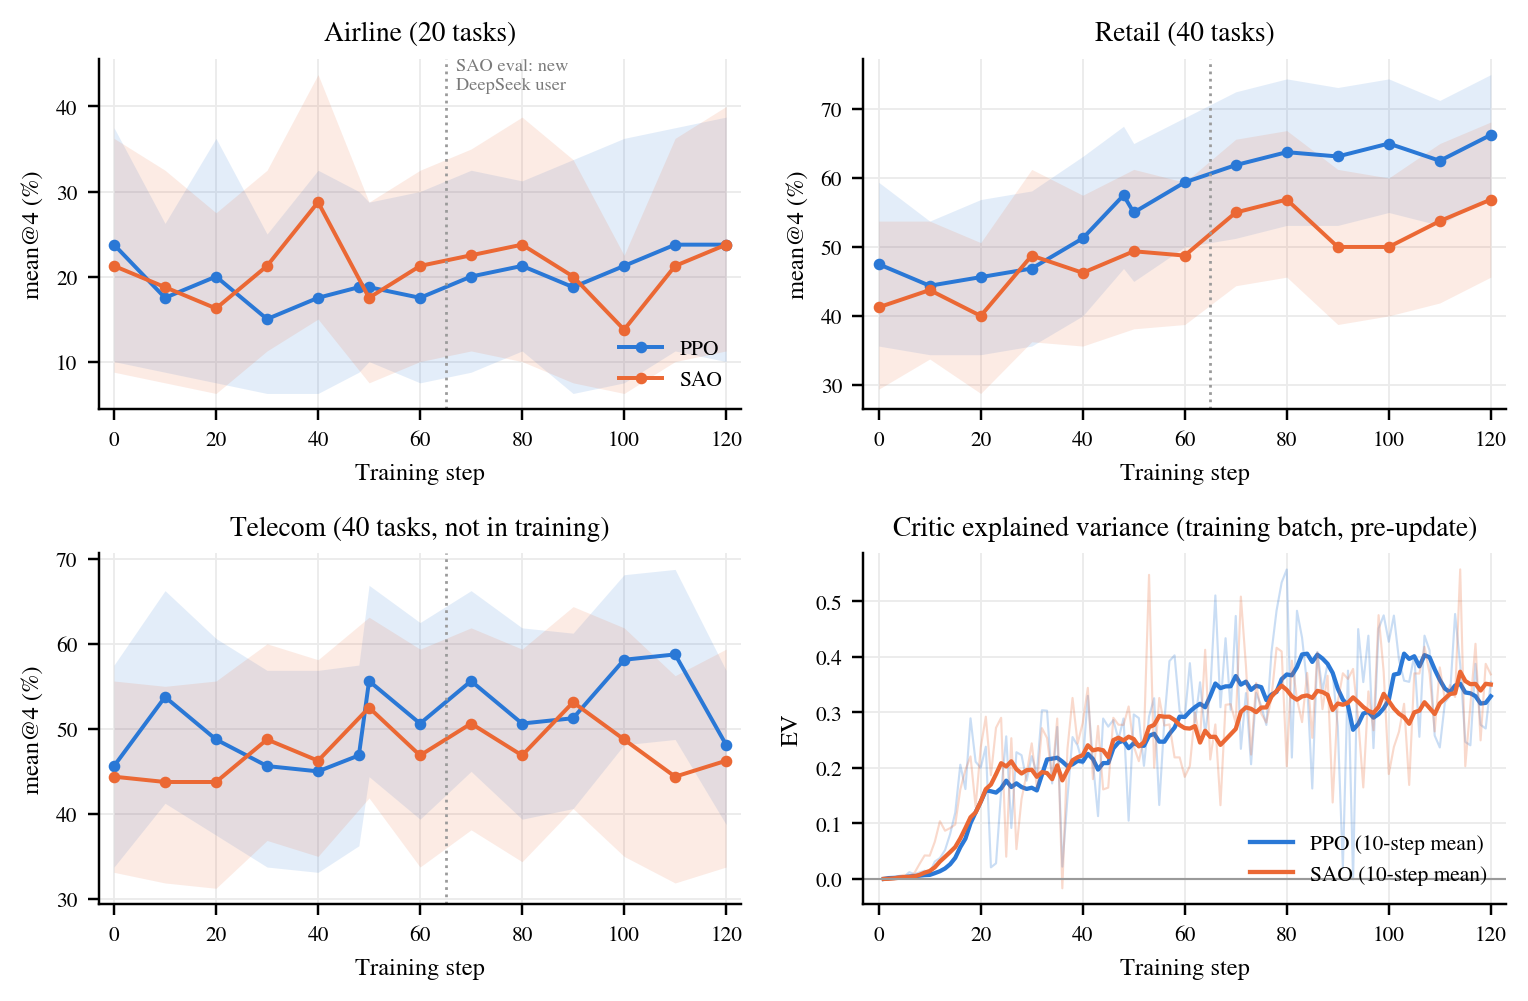 Airline (20 tasks)
mean@4 (%)
40
30
20
10
SAO eval: new
DeepSeek user
PPO
SAO
0 20 40 60 80 100 120
Training step
Retail (40 tasks)
mean@4 (%)
70
60
50
40
30
0 20 40 60 80 100 120
Training step
Telecom (40 tasks, not in training)
mean@4 (%)
70
60
50
40
30
0 20 40 60 80 100 120
Training step
Critic explained variance (training batch, pre-update)
EV
0.5
0.4
0.3
0.2
0.1
0.0
PPO (10-step mean)
SAO (10-step mean)
0 20 40 60 80 100 120
Training step